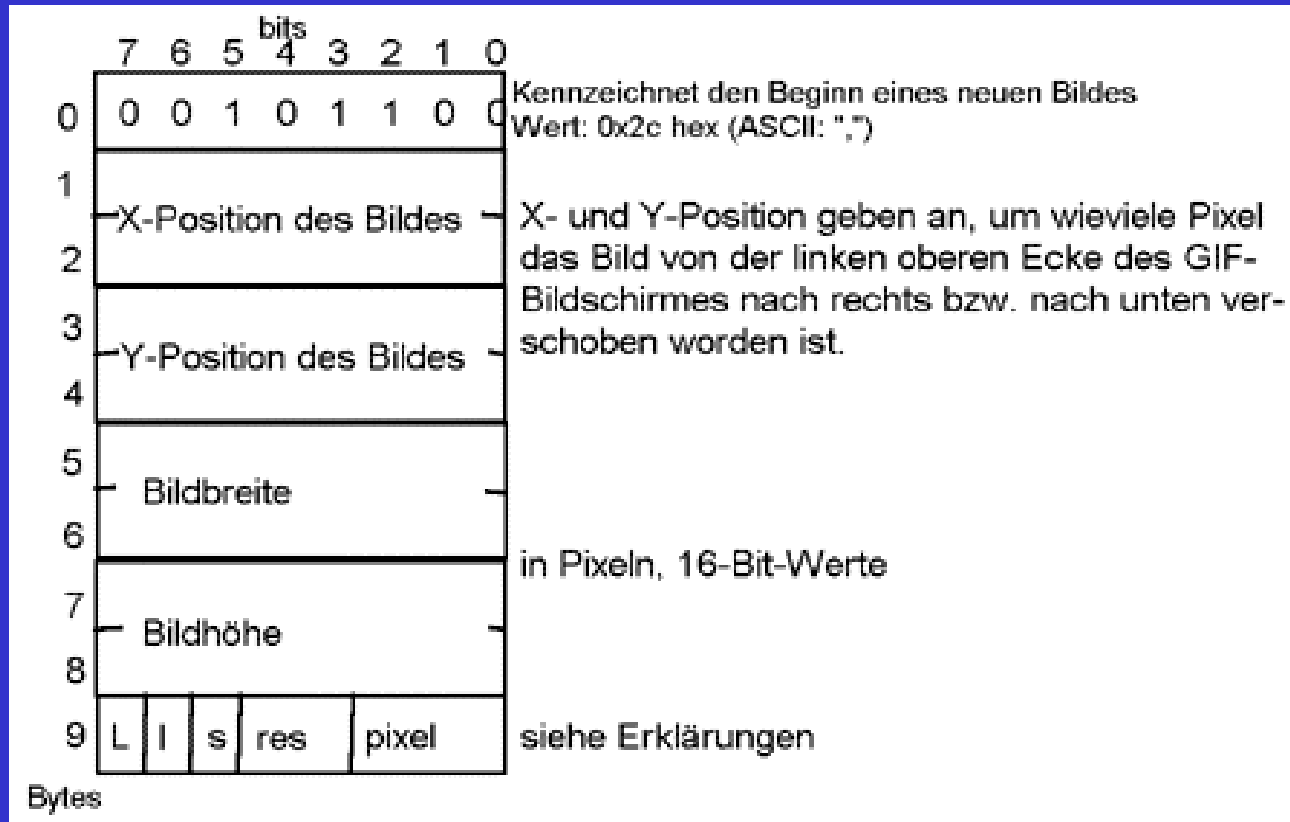 bits
7 6 5 4 3 2 1 0
0 0 0 1 0 1 1 0 0 Kennzeichnet den Beginn eines neuen Bildes
Wert: 0x2c hex (ASCII: ",")
1
X-Position des Bildes
2
X- und Y-Position geben an, um wieviele Pixel
das Bild von der linken oberen Ecke des GIF-
Bildschirmes nach rechts bzw. nach unten ver-
schoben worden ist.
3
Y-Position des Bildes
4
5
Bildbreite
6
in Pixeln, 16-Bit-Werte
7
Bildhöhe
8
9 L I s res pixel siehe Erklärungen
Bytes